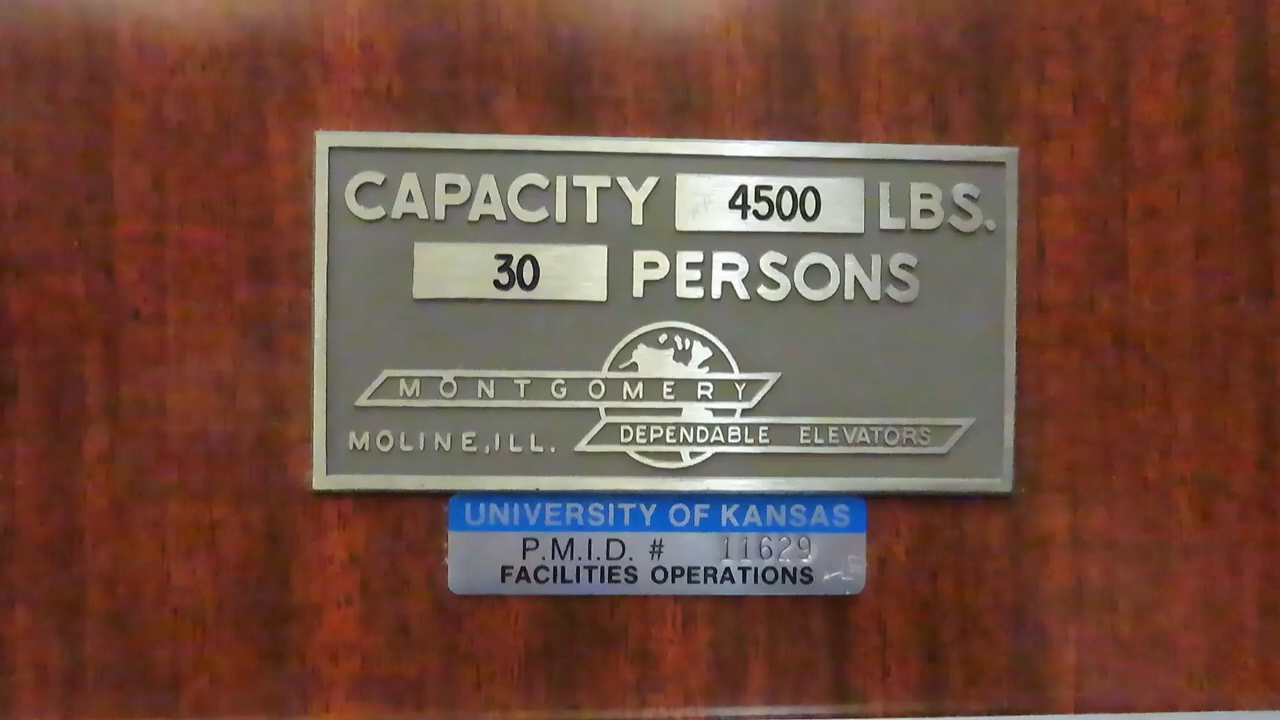 CAPACITY 4500 LBS.
30 PERSONS
MONTGOMERY
MOLINE, ILL. DEPENDABLE ELEVATORS
UNIVERSITY OF KANSAS
P.M.I.D. # 11629
FACILITIES OPERATIONS